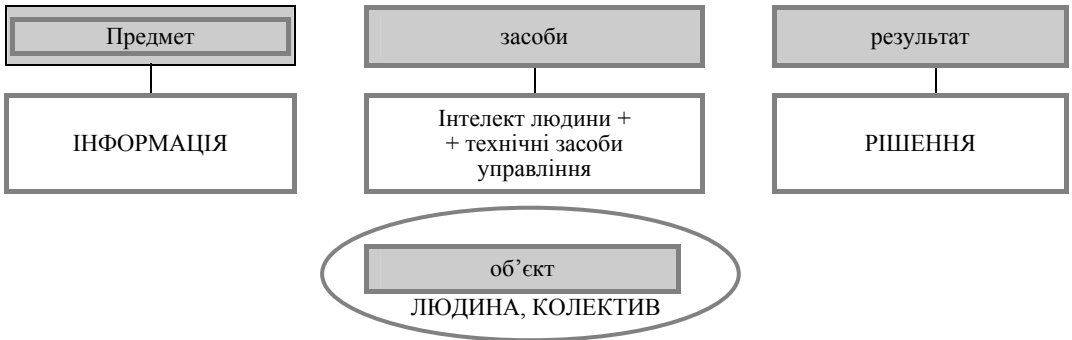 Предмет
засоби
результат
ІНФОРМАЦІЯ
Інтелект людини +
+ технічні засоби
управління
РІШЕННЯ
об’єкт
ЛЮДИНА, КОЛЕКТИВ